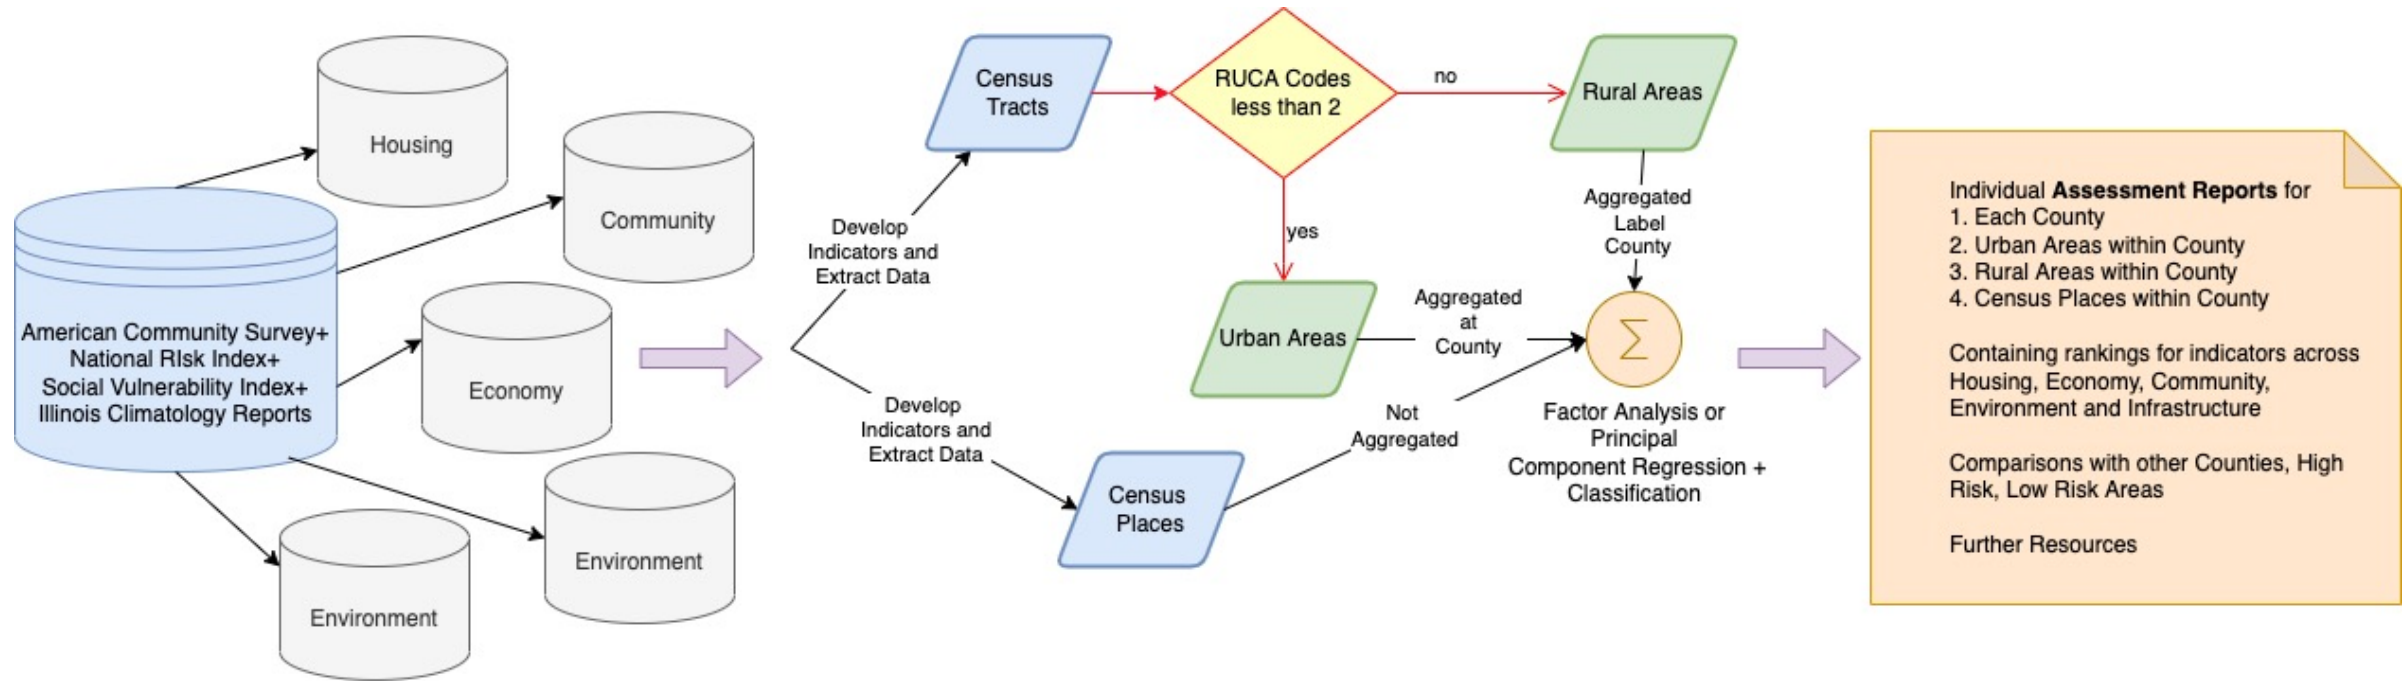 Housing
Community
American Community Survey+
National RIsk Index+
Social Vulnerability Index+
Illinois Climatology Reports
Economy
Environment
Environment
Develop
Indicators and
Extract Data
Develop
Indicators and
Extract Data
Census
Tracts
RUCA Codes
less than 2
no
yes
Rural Areas
Aggregated
Label
County
Urban Areas
Aggregated
at
County
Census
Places
Not
Aggregated
Σ
Factor Analysis or
Principal
Component Regression +
Classification
Individual Assessment Reports for
1. Each County
2. Urban Areas within County
3. Rural Areas within County
4. Census Places within County
Containing rankings for indicators across
Housing, Economy, Community,
Environment and Infrastructure
Comparisons with other Counties, High
Risk, Low Risk Areas
Further Resources